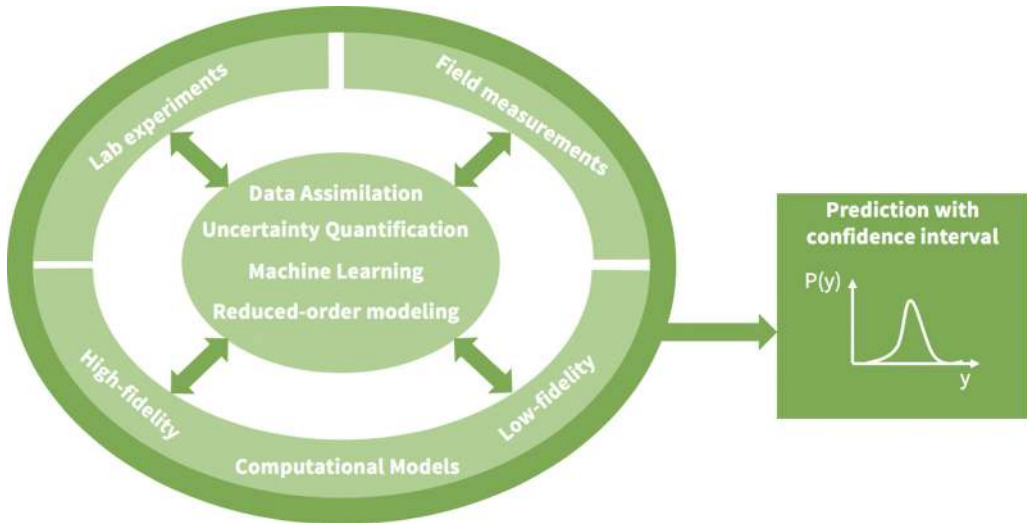 Lab experiments
Field measurements
Data Assimilation
Uncertainty Quantification
Machine Learning
Reduced-order modeling
High-fidelity
Low-fidelity
Computational Models
Prediction with
confidence interval
P(y)
y